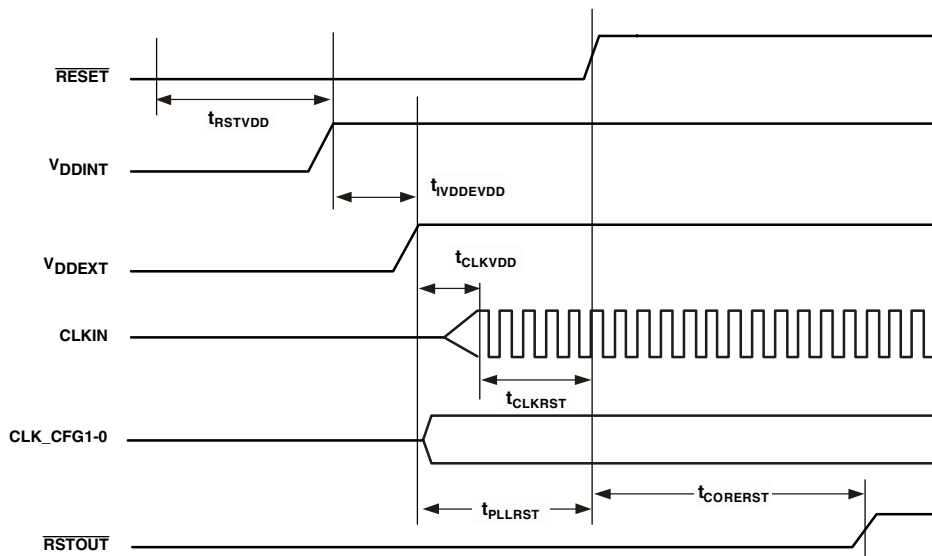 RESET
tRSTVDD
VDDINT
tIVDDEVDD
VDDEXT
tCLKVDD
CLKIN
tCLKRST
CLK_CFG1-0
tCORERST
tPLLRST
RSTOUT